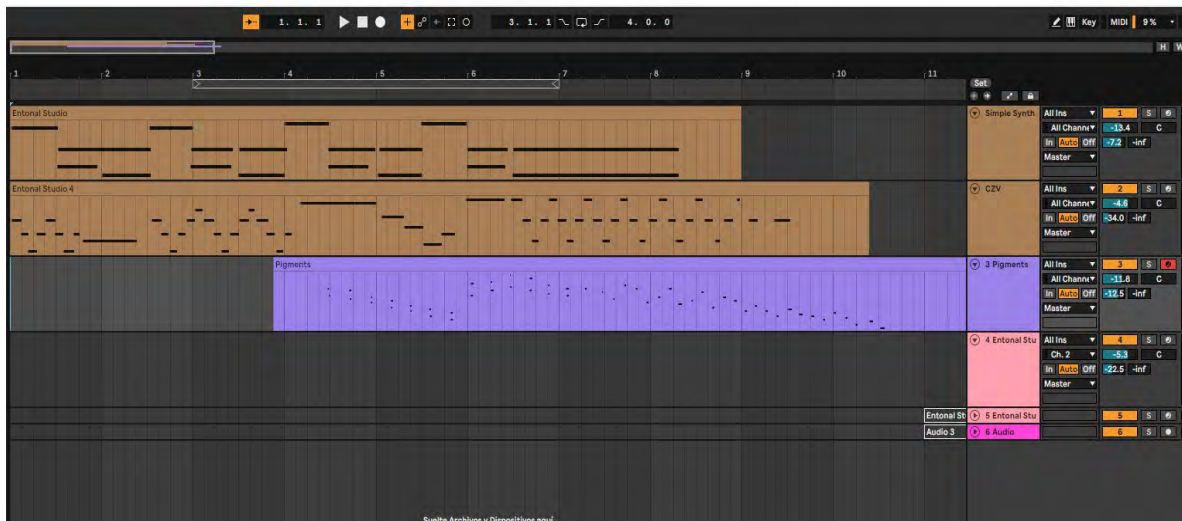 1. 1. 1 3. 1. 1 4. 0. 0 Key MIDI 9 %
H W
1 2 3 4 5 6 7 8 9 10 11
Set
Entonal Studio Simple Synth All Ins 1 S
All Channe -13.4 C
In Auto Off -7.2 -inf
Master
Entonal Studio 4 CZV All Ins 2 S
All Channe -4.6 C
In Auto Off -34.0 -inf
Master
Pigments 3 Pigments All Ins 3 S
All Channe -11.8 C
In Auto Off -12.5 -inf
Master
4 Entonal Stu All Ins 4 S
Ch. 2 -5.3 C
In Auto Off -22.5 -inf
Master
Entonal St 5 Entonal Stu 5 S
Audio 3 6 Audio 6 S
Suelte Archivos y Dispositivos aquí